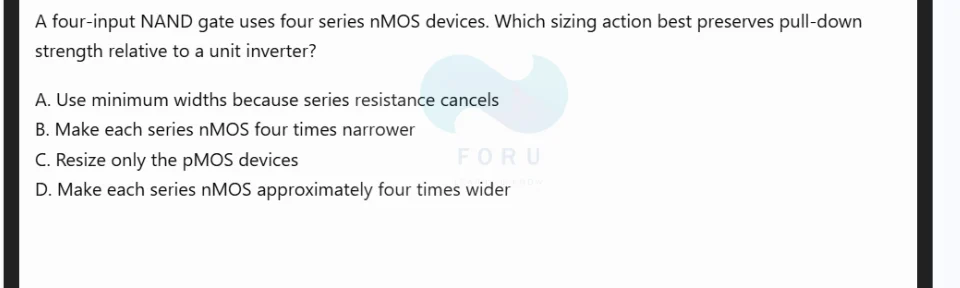 A four-input NAND gate uses four series nMOS devices. Which sizing action best preserves pull-down
strength relative to a unit inverter?
A. Use minimum widths because series resistance cancels
B. Make each series nMOS four times narrower
C. Resize only the pMOS devices
D. Make each series nMOS approximately four times wider
FORU